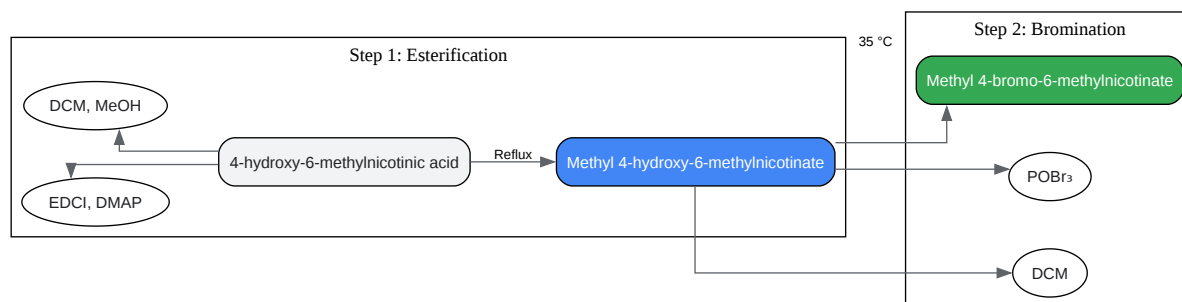 Step 1: Esterification
DCM, MeOH
4-hydroxy-6-methylnicotinic acid
EDCI, DMAP
Reflux
Methyl 4-hydroxy-6-methylnicotinate
35 °C
Step 2: Bromination
Methyl 4-bromo-6-methylnicotinate
POBr₃
DCM